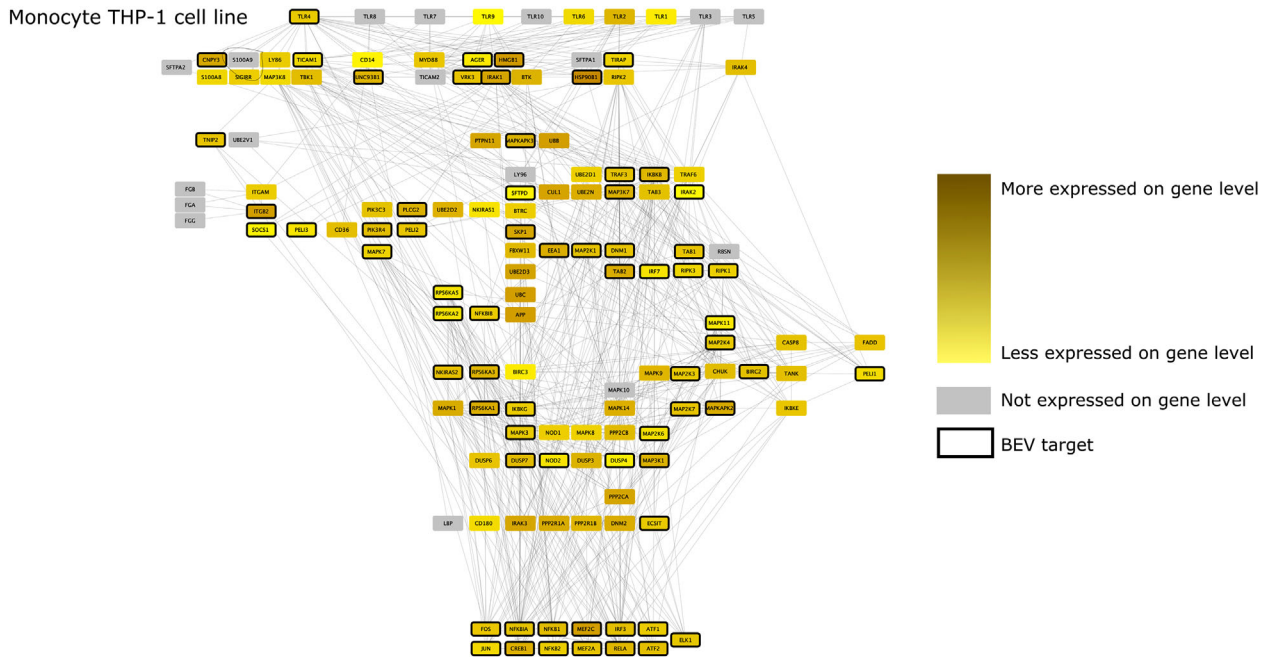 Monocyte THP-1 cell line
TLR4 TLR8 TLR7 TLR9 TLR10 TLR6 TLR2 TLR1 TLR3 TLR5
CNPY3 S100A9 LY86 TICAM1 CD14 MYD88 AGER HMGB1 SFTPA1 TIRAP
SFTPA2 IRAK4
S100A8 SIGIRR MAP3K8 TBK1 UNC93B1 TICAM2 VRK3 IRAK1 BTK HSP90B1 RIPK2
TNIP2 UBE2V1 PTPN11 MAPKAPK3 UBB
LY96 UBE2D1 TRAF3 IKBKB TRAF6
FGB ITGAM SFTPD CUL1 UBE2N MAP3K7 TAB3 IRAK2
FGA ITGB2 PIK3C3 PLCG2 UBE2D2 NKIRAS1 BTRC
FGG
SOCS1 PELI3 CD36 PIK3R4 PELI2 SKP1
MAPK7 FBXW11 EEA1 MAP2K1 DNM1 TAB1 RBSN
UBE2D3 TAB2 IRF7 RIPK3 RIPK1
RPS6KA5 UBC
RPS6KA2 NFKBIB APP
MAPK11
MAP2K4 CASP8 FADD
NKIRAS2 RPS6KA3 BIRC3 MAPK9 MAP2K3 CHUK BIRC2 TANK PELI1
MAPK10
MAPK1 RPS6KA1 IKBKG MAPK14 MAP2K7 MAPKAPK2 IKBKE
MAPK3 NOD1 MAPK8 PPP2CB MAP2K6
DUSP6 DUSP7 NOD2 DUSP3 DUSP4 MAP3K1
PPP2CA
LBP CD180 IRAK3 PPP2R1A PPP2R1B DNM2 ECSIT
FOS NFKBIA NFKB1 MEF2C IRF3 ATF1
ELK1
JUN CREB1 NFKB2 MEF2A RELA ATF2
More expressed on gene level
Less expressed on gene level
Not expressed on gene level
BEV target